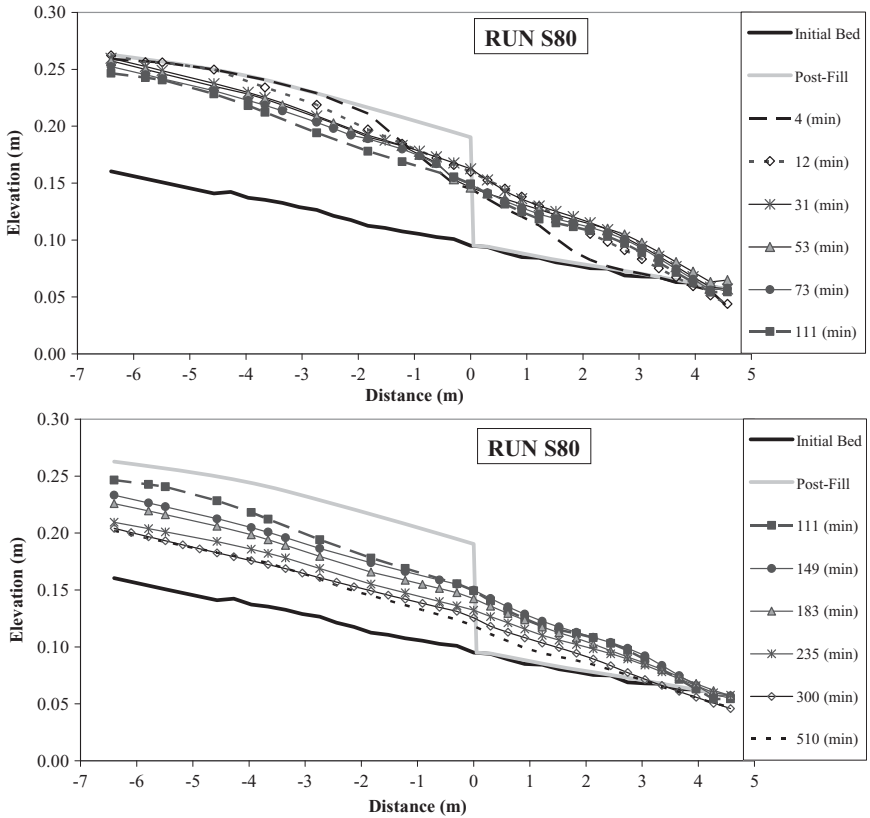 RUN S80
Elevation (m)
0.30
0.25
0.20
0.15
0.10
0.05
0.00
-7 -6 -5 -4 -3 -2 -1 0 1 2 3 4 5
Distance (m)
Initial Bed
Post-Fill
4 (min)
12 (min)
31 (min)
53 (min)
73 (min)
111 (min)
RUN S80
Elevation (m)
0.30
0.25
0.20
0.15
0.10
0.05
0.00
-7 -6 -5 -4 -3 -2 -1 0 1 2 3 4 5
Distance (m)
Initial Bed
Post-Fill
111 (min)
149 (min)
183 (min)
235 (min)
300 (min)
510 (min)